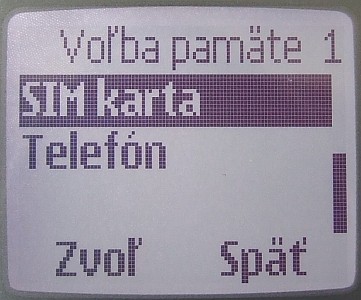 Voľba pamäte 1
SIM karta
Telefón
Zvoľ Späť